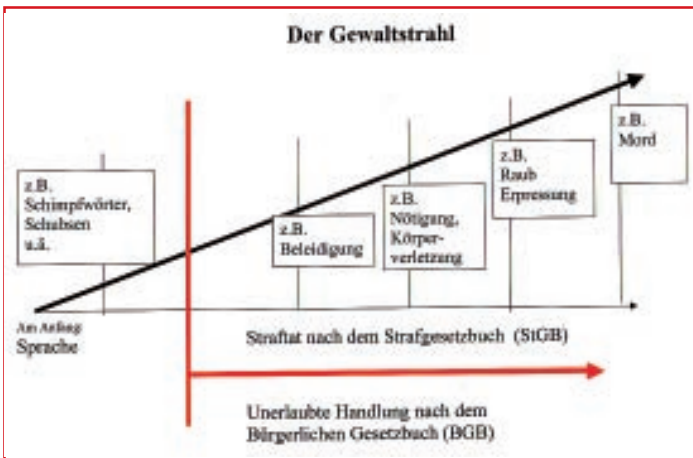 Der Gewaltstrahl
z.B.
Schimpfwörter,
Schubsen
u.ä.
z.B.
Beleidigung
z.B.
Nötigung,
Körper-
verletzung
z.B.
Raub
Erpressung
z.B.
Mord
Am Anfang:
Sprache
Straftat nach dem Strafgesetzbuch (StGB)
Unerlaubte Handlung nach dem
Bürgerlichen Gesetzbuch (BGB)